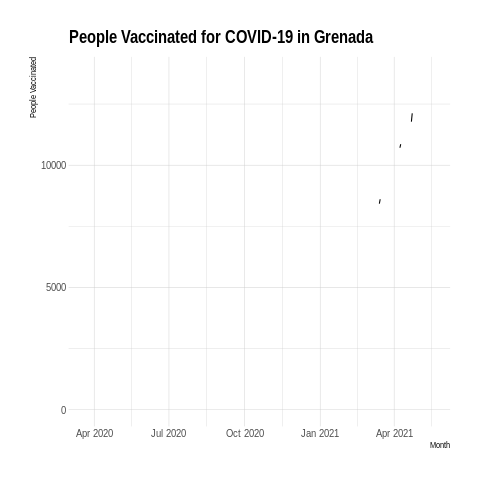 People Vaccinated for COVID-19 in Grenada
People Vaccinated
10000
5000
0
Apr 2020 Jul 2020 Oct 2020 Jan 2021 Apr 2021
Month